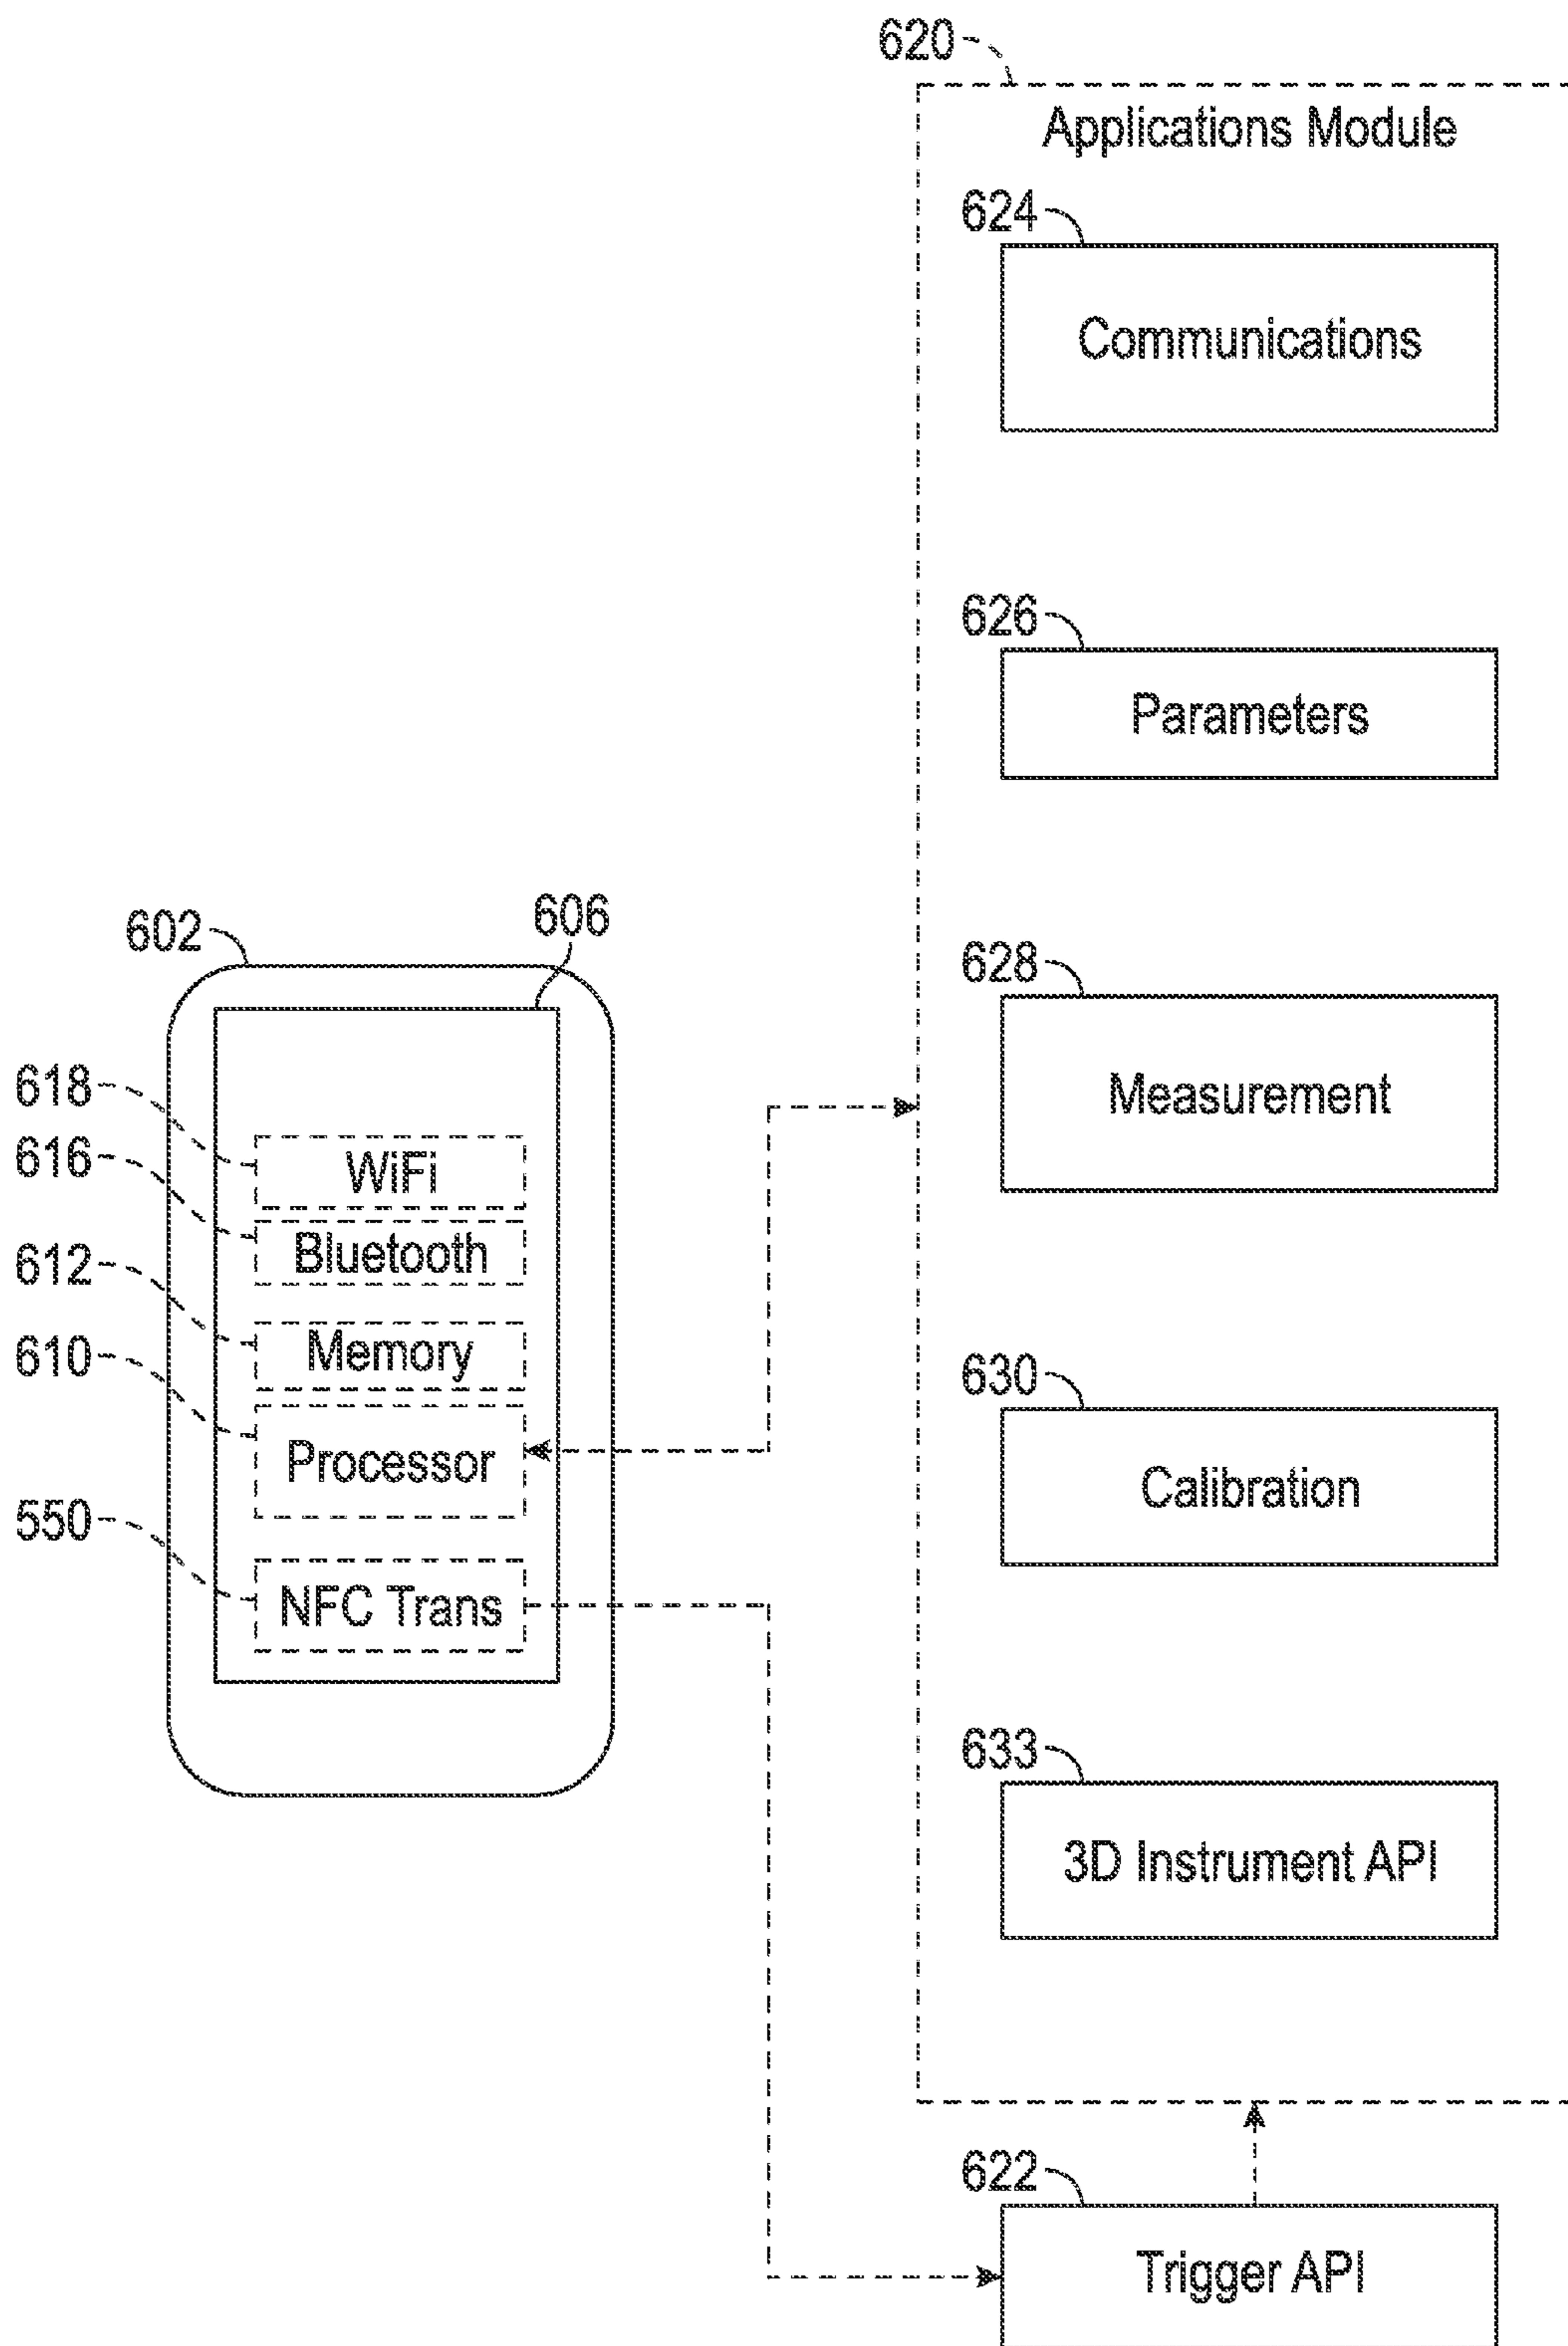 620
Applications Module
624
Communications
626
Parameters
628
Measurement
630
Calibration
633
3D Instrument API
622
Trigger API
602
606
618
WiFi
616
Bluetooth
612
Memory
610
Processor
550
NFC Trans